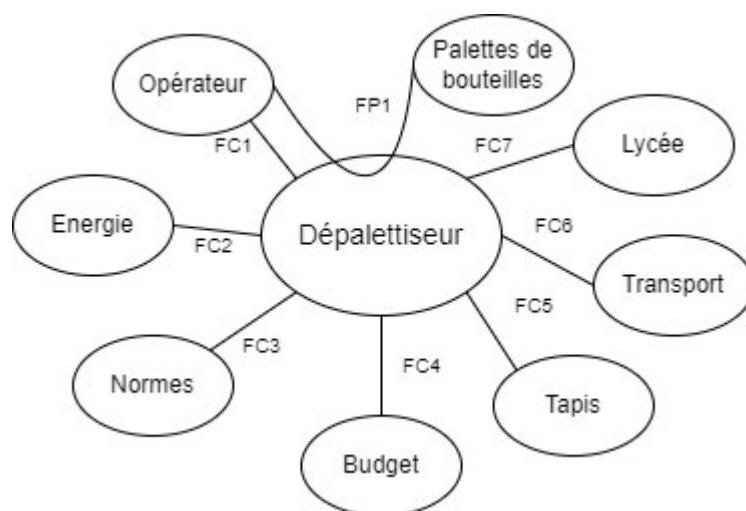 Opérateur
Palettes de
bouteilles
FP1
FC1
FC7
Lycée
Energie
FC2
Dépalettiseur
FC6
Transport
FC5
FC3
FC4
Normes
Tapis
Budget